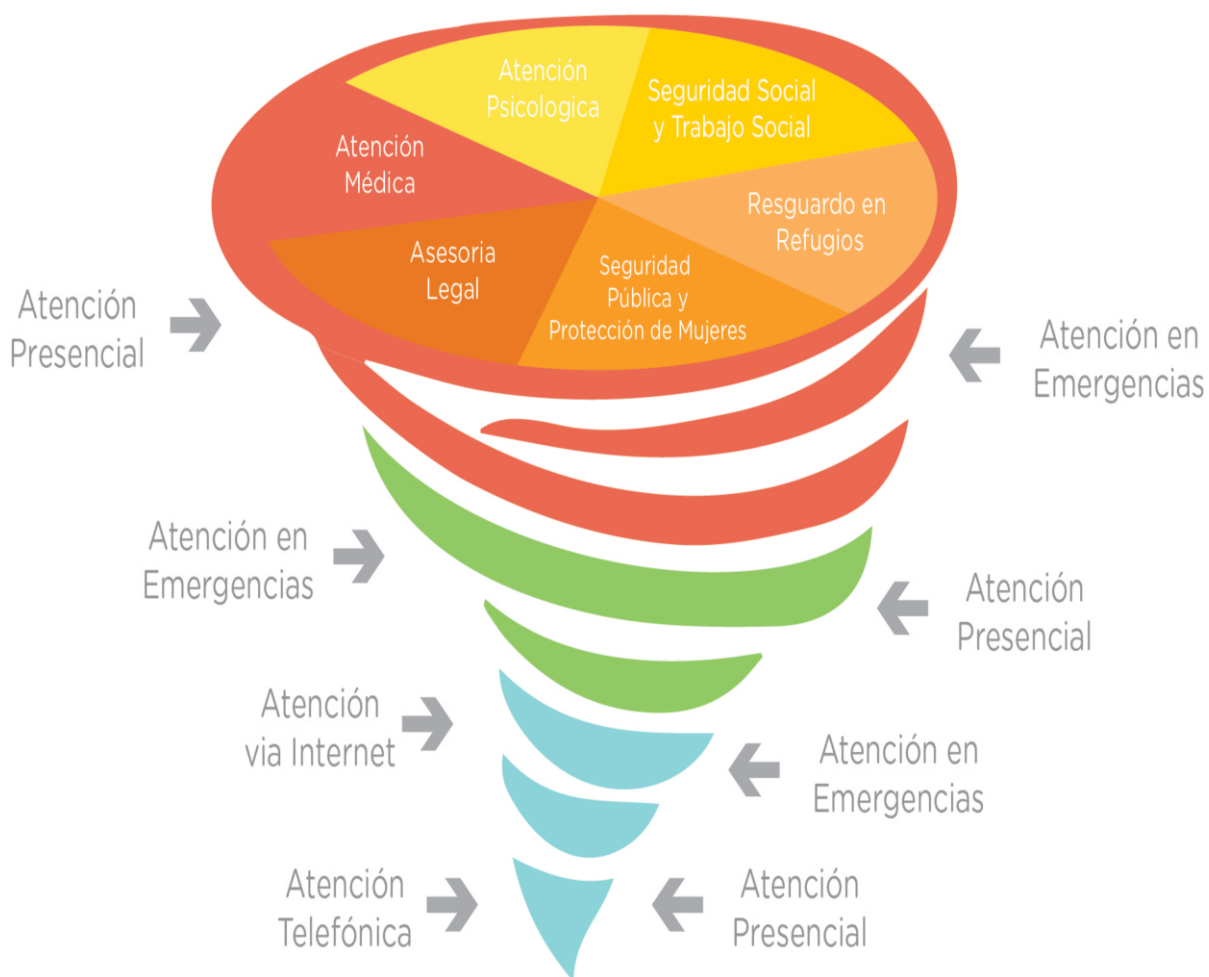 Atención
Psicologica
Seguridad Social
y Trabajo Social
Atención
Médica
Resguardo en
Refugios
Asesoria
Legal
Seguridad
Pública y
Protección de Mujeres
Atención
Presencial
Atención en
Emergencias
Atención en
Emergencias
Atención
Presencial
Atención
via Internet
Atención en
Emergencias
Atención
Telefónica
Atención
Presencial